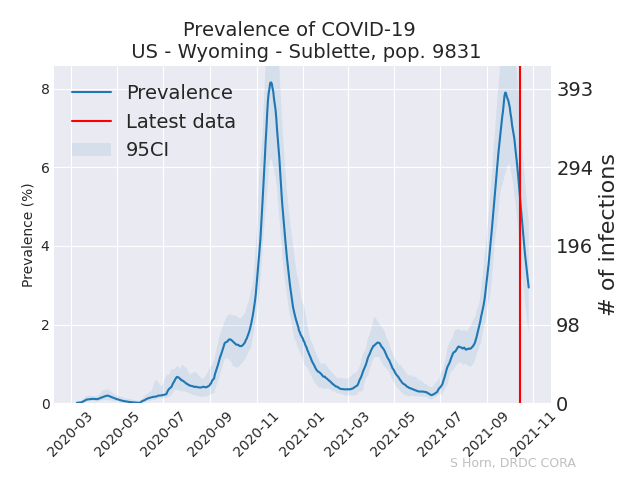 Prevalence of COVID-19
US - Wyoming - Sublette, pop. 9831
Prevalence
Latest data
95CI
Prevalence (%)
8
6
4
2
0
393
294
196
98
0
# of infections
2020-03
2020-05
2020-07
2020-09
2020-11
2021-01
2021-03
2021-05
2021-07
2021-09
2021-11
S Horn, DRDC CORA